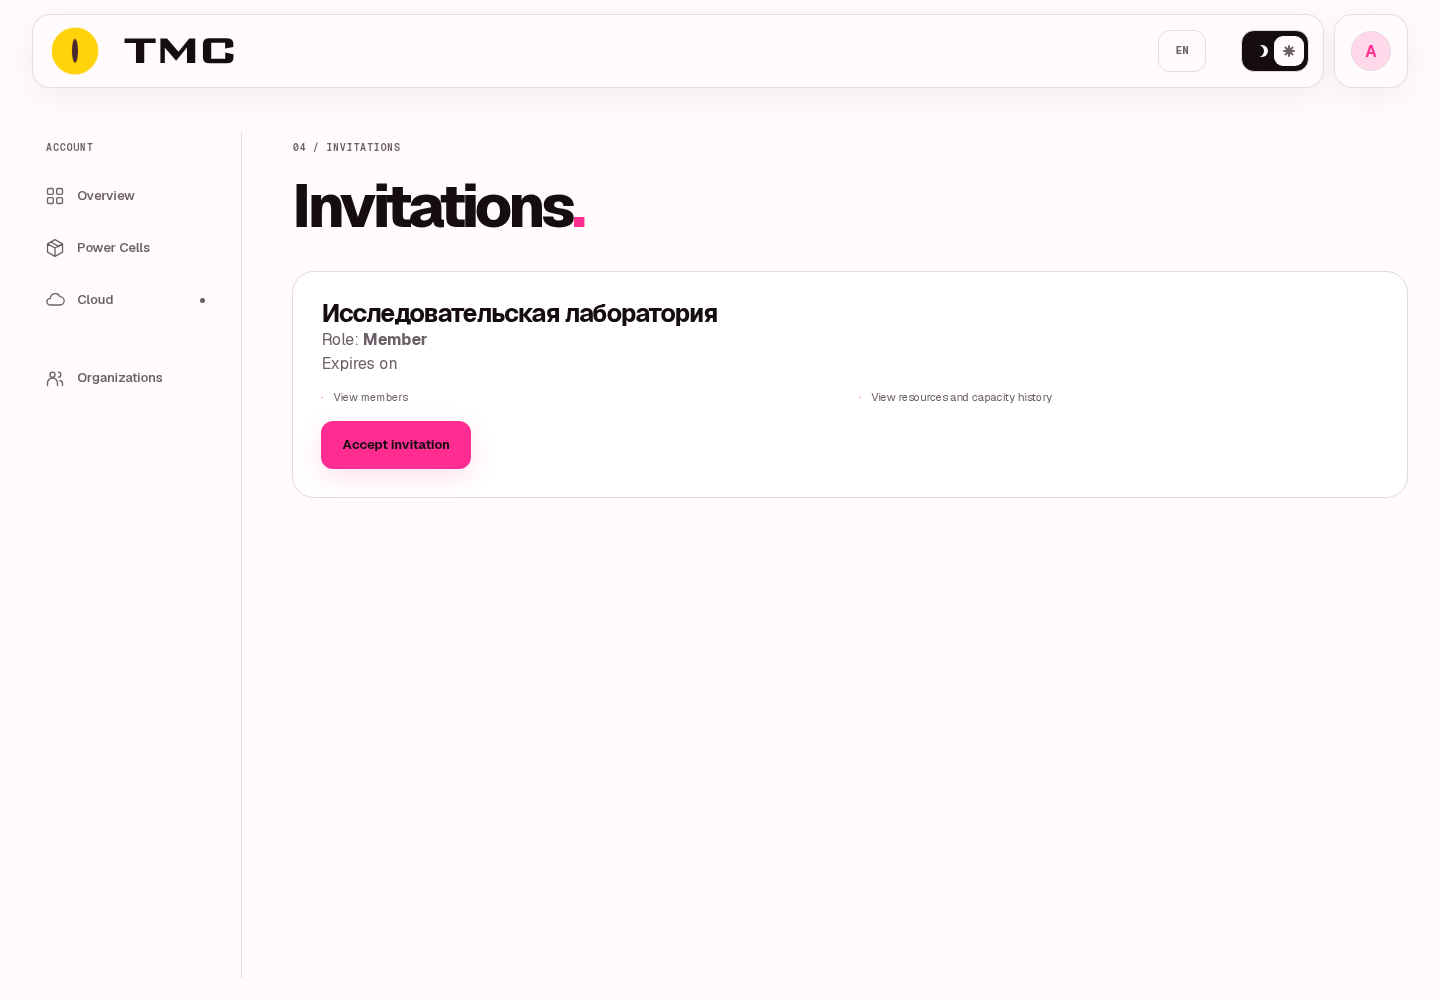 TMC
EN
A
ACCOUNT
Overview
Power Cells
Cloud
Organizations
04 / INVITATIONS
Invitations.
Исследовательская лаборатория
Role: Member
Expires on
· View members
· View resources and capacity history
Accept invitation